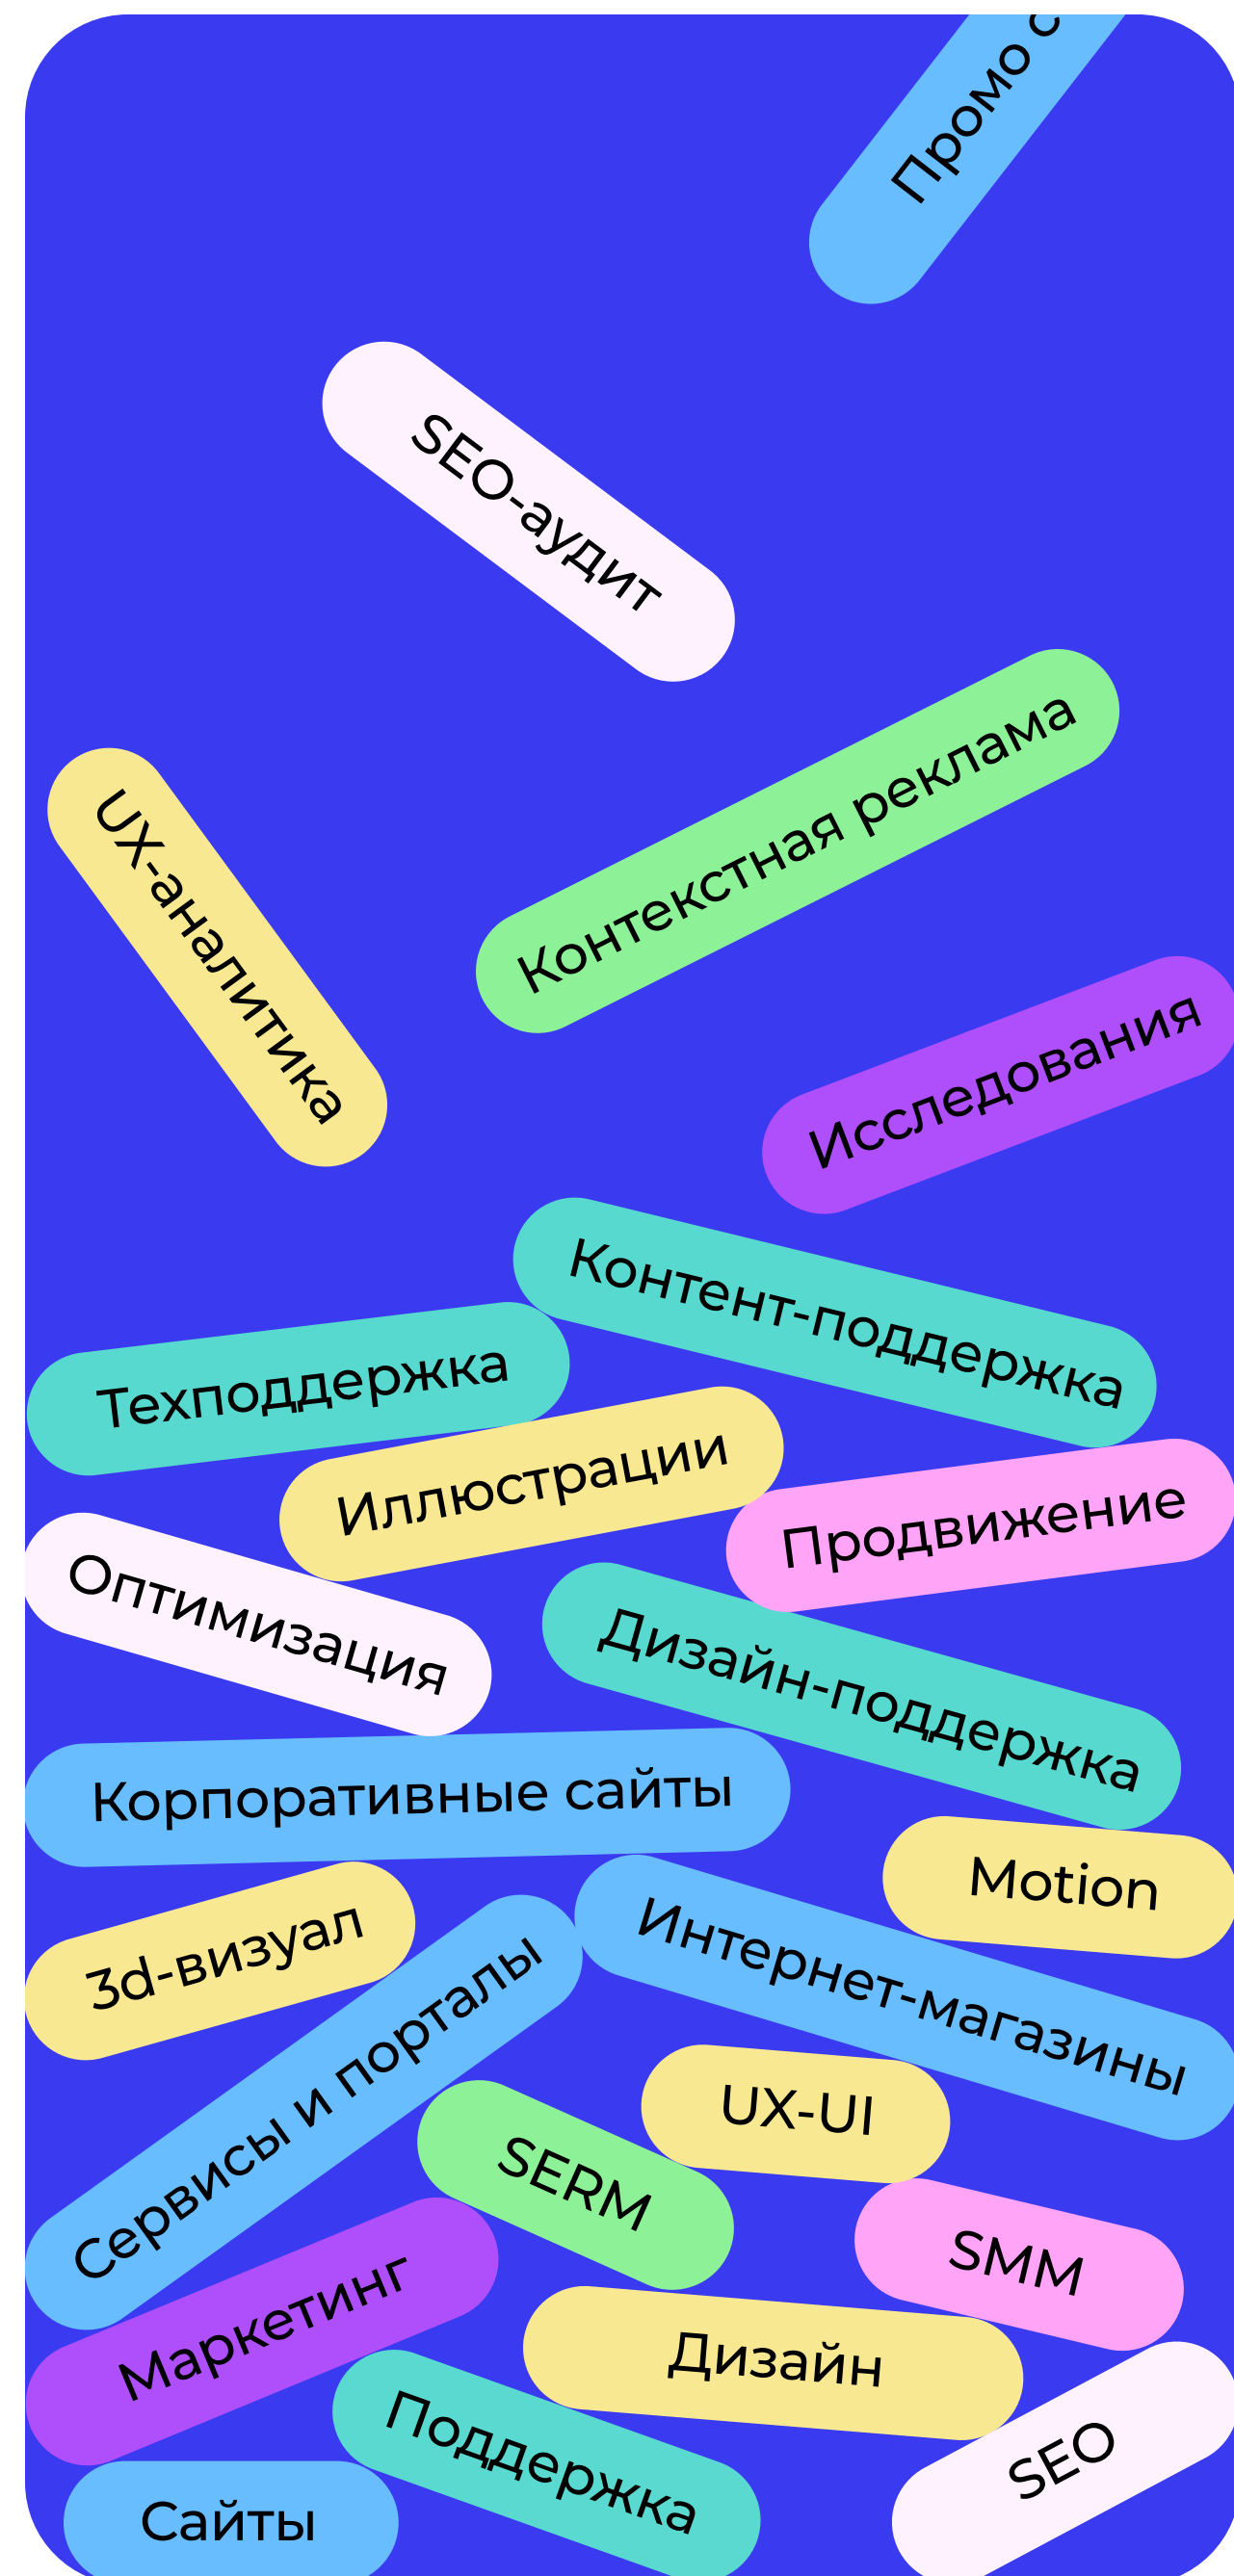 Промо с
SEO-аудит
Контекстная реклама
UX-аналитика
Исследования
Контент-поддержка
Техподдержка
Иллюстрации
Продвижение
Оптимизация
Дизайн-поддержка
Корпоративные сайты
Motion
3d-визуал
Интернет-магазины
Сервисы и порталы
UX-UI
SERM
SMM
Маркетинг
Дизайн
Поддержка
SEO
Сайты